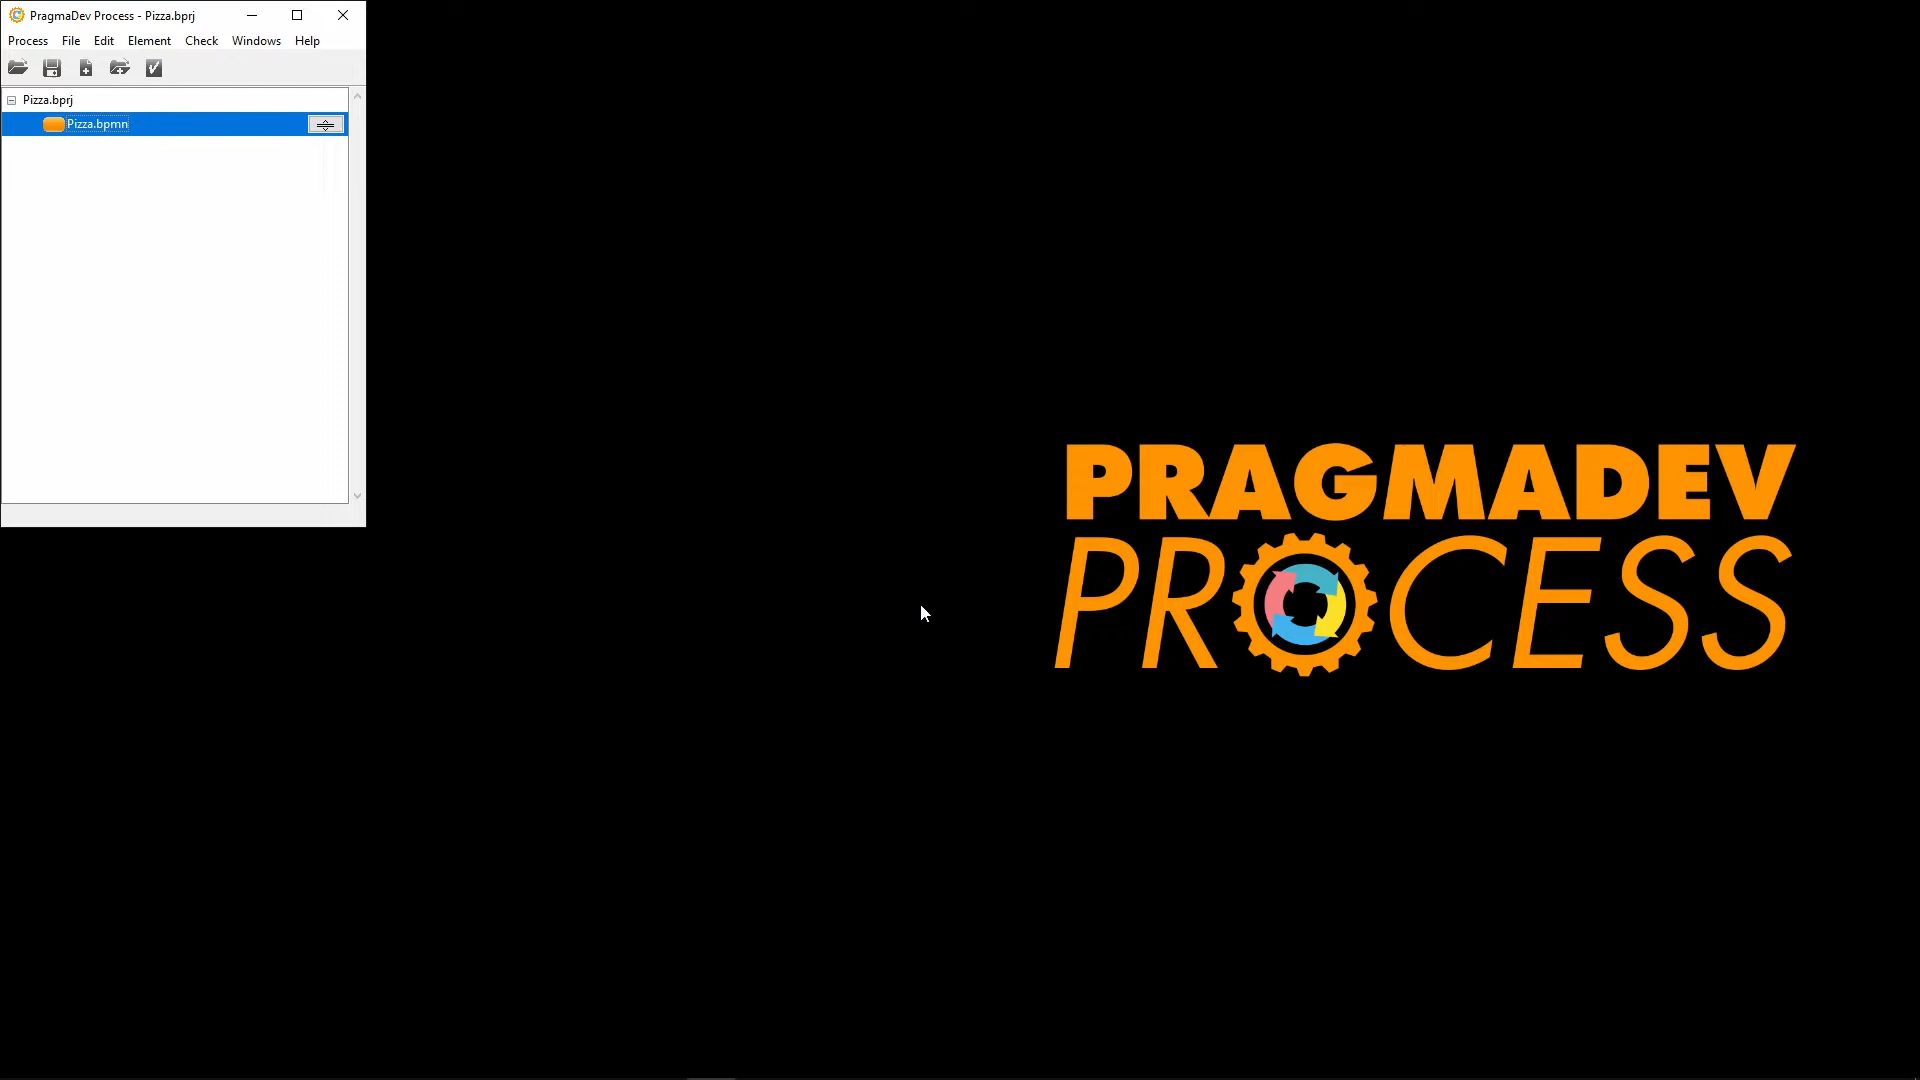 PragmaDev Process - Pizza.bprj
Process File Edit Element Check Windows Help
Pizza.bprj
Pizza.bpmn
PRAGMADEV
PROCESS